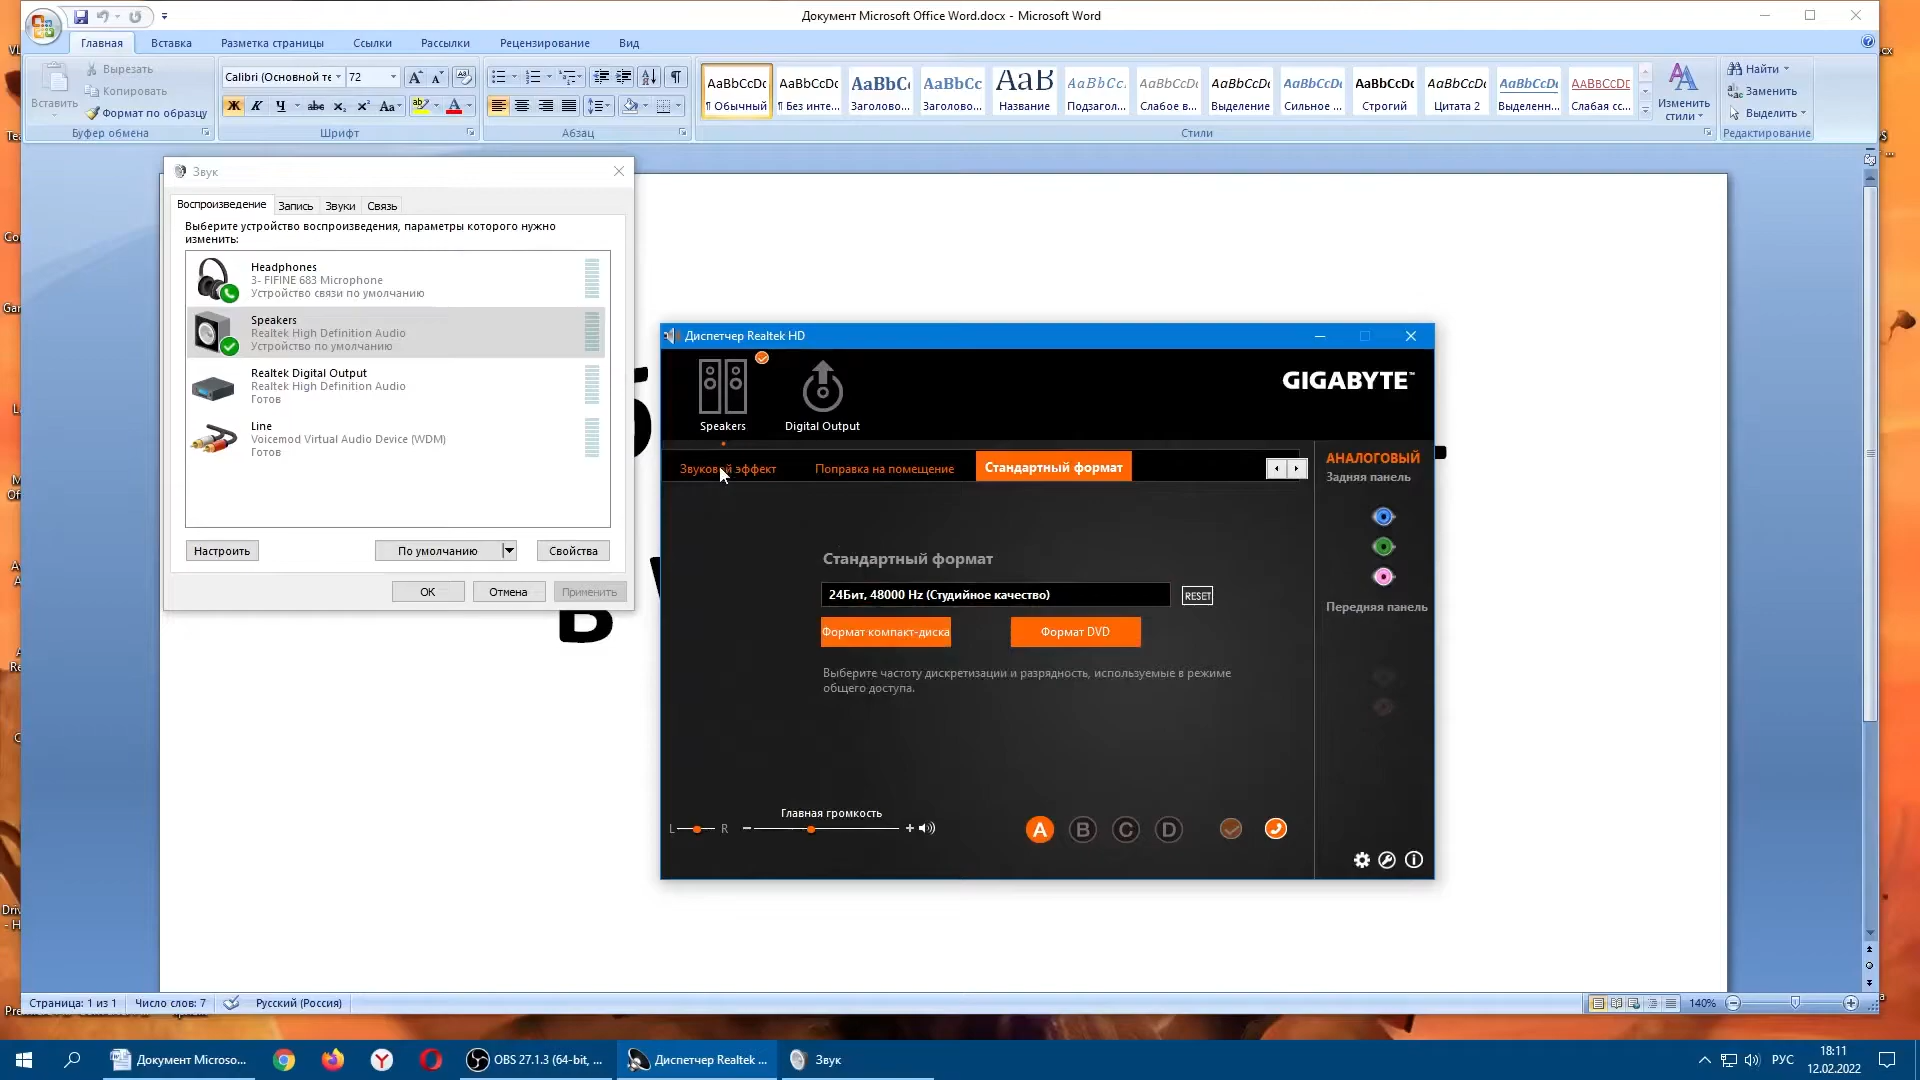 Документ Microsoft Office Word.docx - Microsoft Word
Главная
Вставка
Разметка страницы
Ссылки
Рассылки
Рецензирование
Вид
Вставить
Вырезать
Копировать
Формат по образцу
Буфер обмена
Calibri (Основной те
72
Ж К Ч abc x₂ x² Aa
Шрифт
Абзац
AaBbCcDc
¶ Обычный
AaBbCcDc
¶ Без инте...
AaBbC
Заголово...
AaBbCc
Заголово...
AaB
Название
AaBbCc.
Подзагол...
AaBbCcDc
Слабое в...
AaBbCcDc
Выделение
AaBbCcDc
Сильное ...
AaBbCcDc
Строгий
AaBbCcDc
Цитата 2
AaBbCcDc
Выделенн...
AaBbCcDc
Слабая сс...
Стили
Изменить
стили
Найти
Заменить
Выделить
Редактирование
Звук
Воспроизведение
Запись
Звуки
Связь
Выберите устройство воспроизведения, параметры которого нужно
изменить:
Headphones
3- FIFINE 683 Microphone
Устройство связи по умолчанию
Speakers
Realtek High Definition Audio
Устройство по умолчанию
Realtek Digital Output
Realtek High Definition Audio
Готов
Line
Voicemod Virtual Audio Device (WDM)
Готов
Настроить
По умолчанию
Свойства
ОК
Отмена
Применить
В
Диспетчер Realtek HD
Speakers
Digital Output
GIGABYTE™
Звуковой эффект
Поправка на помещение
Стандартный формат
АНАЛОГОВЫЙ
Задняя панель
Передняя панель
Стандартный формат
24Бит, 48000 Hz (Студийное качество)
RESET
Формат компакт-диска
Формат DVD
Выберите частоту дискретизации и разрядность, используемые в режиме
общего доступа.
Главная громкость
L R
A B C D
Страница: 1 из 1
Число слов: 7
Русский (Россия)
140%
Документ Microso...
OBS 27.1.3 (64-bit, ...
Диспетчер Realtek ...
Звук
РУС
18:11
12.02.2022